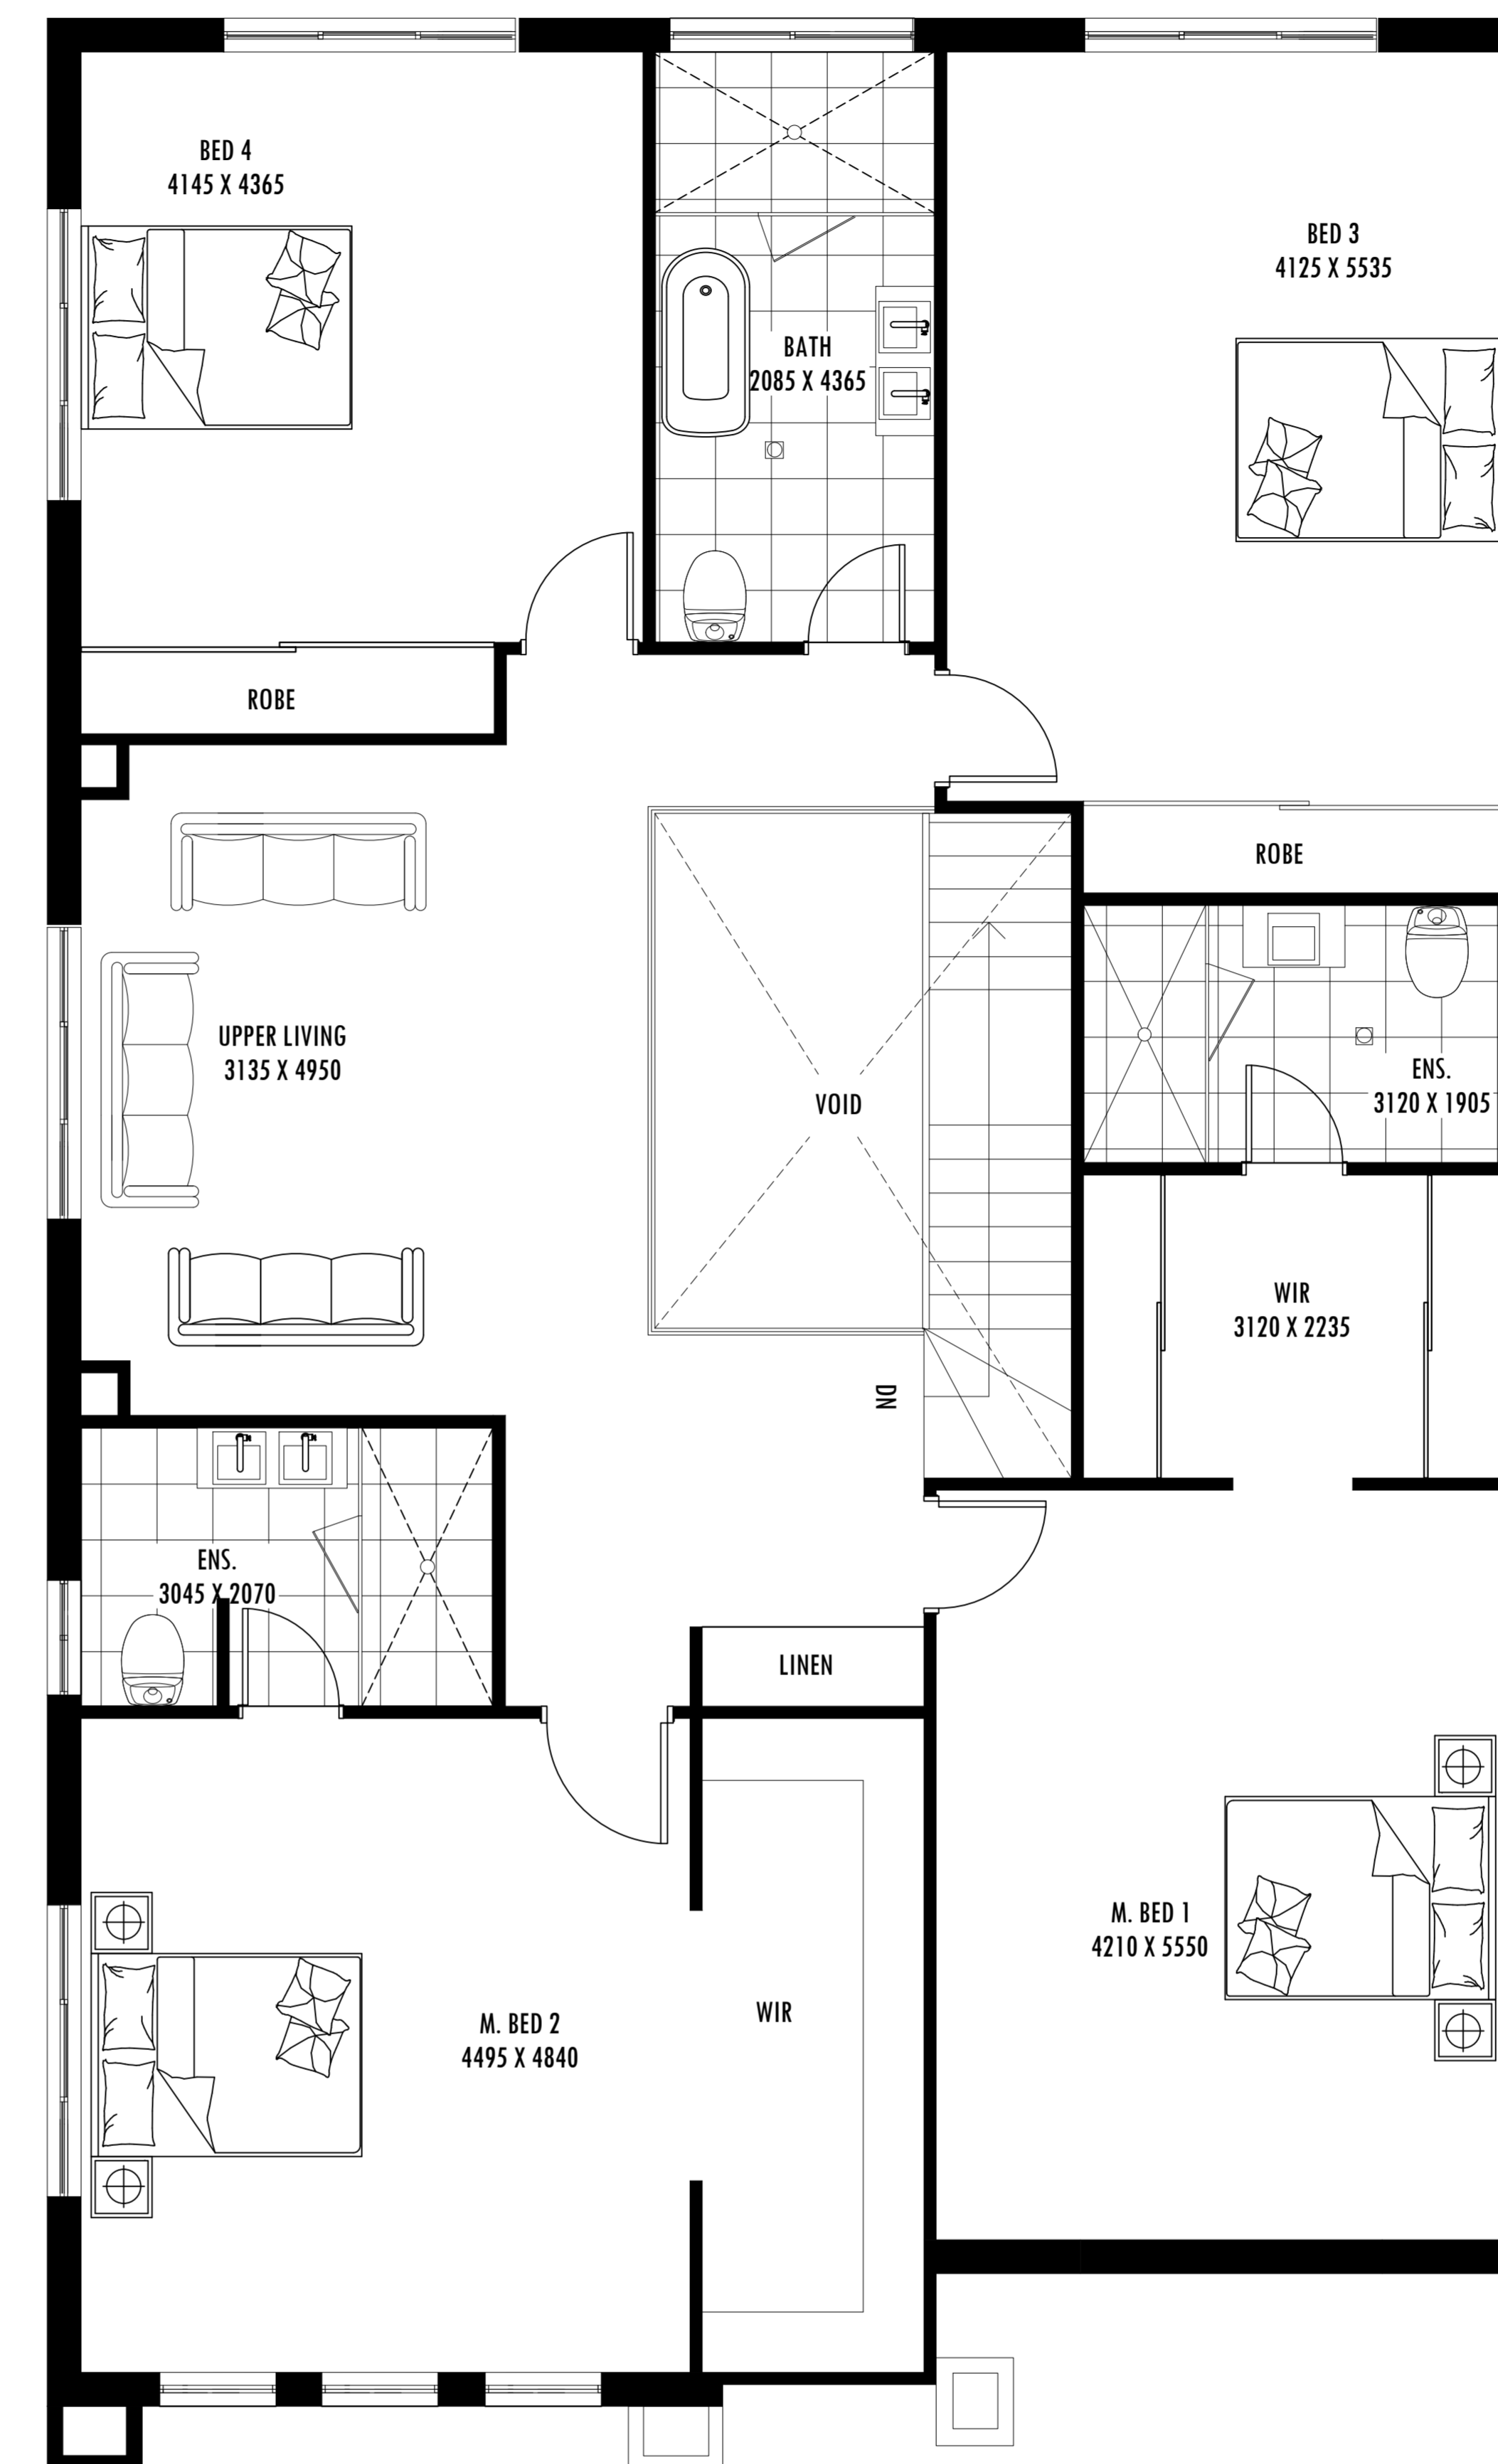 BED 4
4145 X 4365
BED 3
4125 X 5535
BATH
2085 X 4365
ROBE
ROBE
UPPER LIVING
3135 X 4950
VOID
ENS.
3120 X 1905
WIR
3120 X 2235
DN
ENS.
3045 X 2070
LINEN
M. BED 1
4210 X 5550
M. BED 2
4495 X 4840
WIR